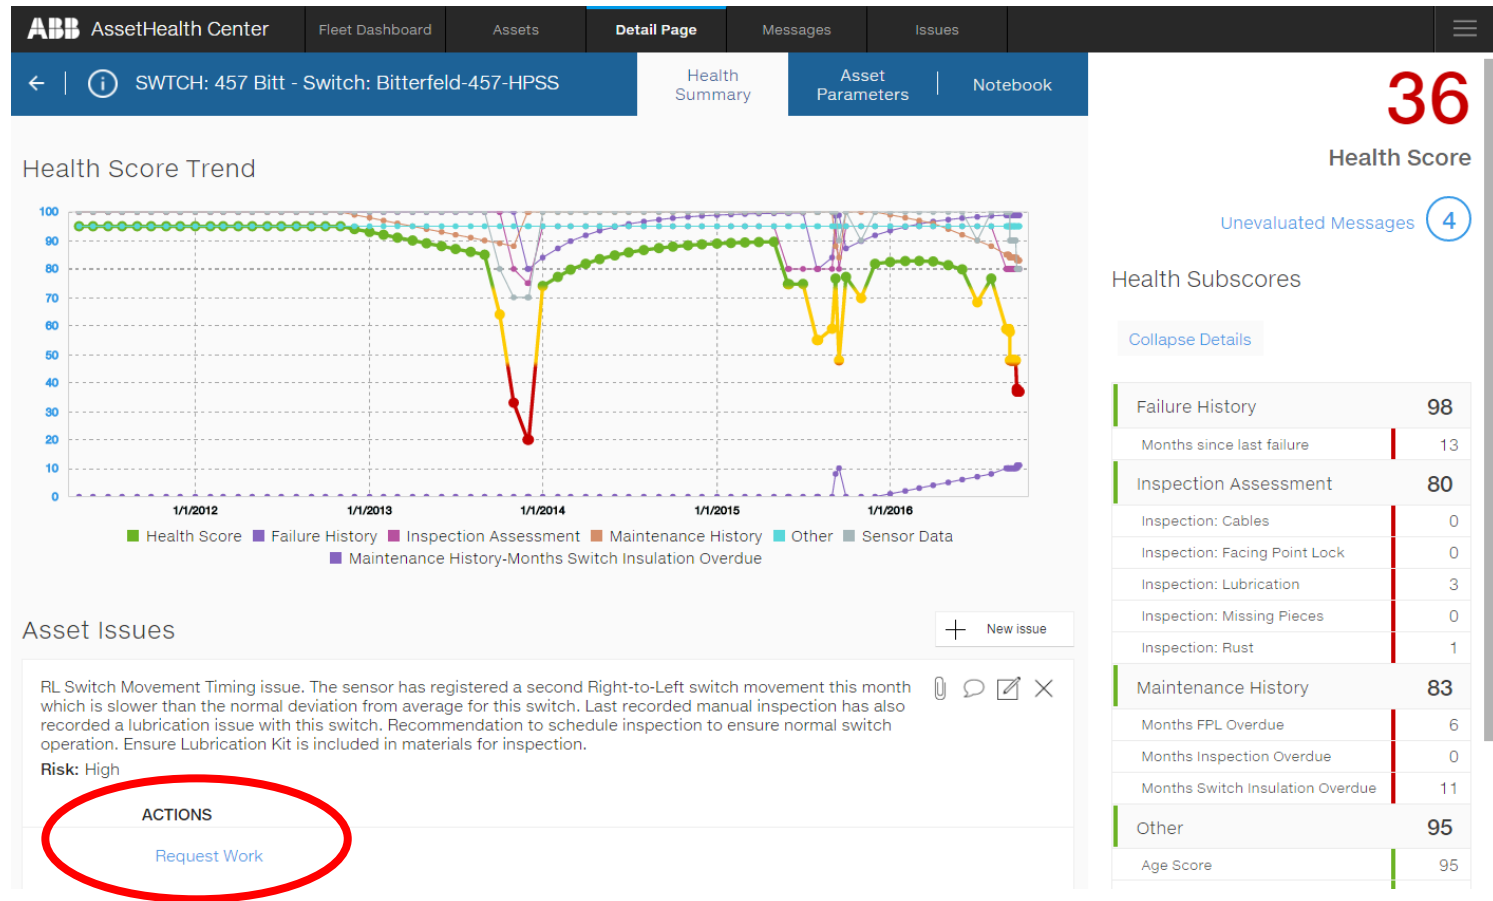 ABB AssetHealth Center
Fleet Dashboard
Assets
Detail Page
Messages
Issues
SWTCH: 457 Bitt - Switch: Bitterfeld-457-HPSS
Health
Summary
Asset
Parameters
Notebook
36
Health Score
Unevaluated Messages 4
Health Score Trend
100
90
80
70
60
50
40
30
20
10
0
1/1/2012
1/1/2013
1/1/2014
1/1/2015
1/1/2016
Health Score Failure History Inspection Assessment Maintenance History Other Sensor Data
Maintenance History-Months Switch Insulation Overdue
Asset Issues
New issue
RL Switch Movement Timing issue. The sensor has registered a second Right-to-Left switch movement this month
which is slower than the normal deviation from average for this switch. Last recorded manual inspection has also
recorded a lubrication issue with this switch. Recommendation to schedule inspection to ensure normal switch
operation. Ensure Lubrication Kit is included in materials for inspection.
Risk: High
ACTIONS
Request Work
Health Subscores
Collapse Details
Failure History 98
Months since last failure 13
Inspection Assessment 80
Inspection: Cables 0
Inspection: Facing Point Lock 0
Inspection: Lubrication 3
Inspection: Missing Pieces 0
Inspection: Rust 1
Maintenance History 83
Months FPL Overdue 6
Months Inspection Overdue 0
Months Switch Insulation Overdue 11
Other 95
Age Score 95